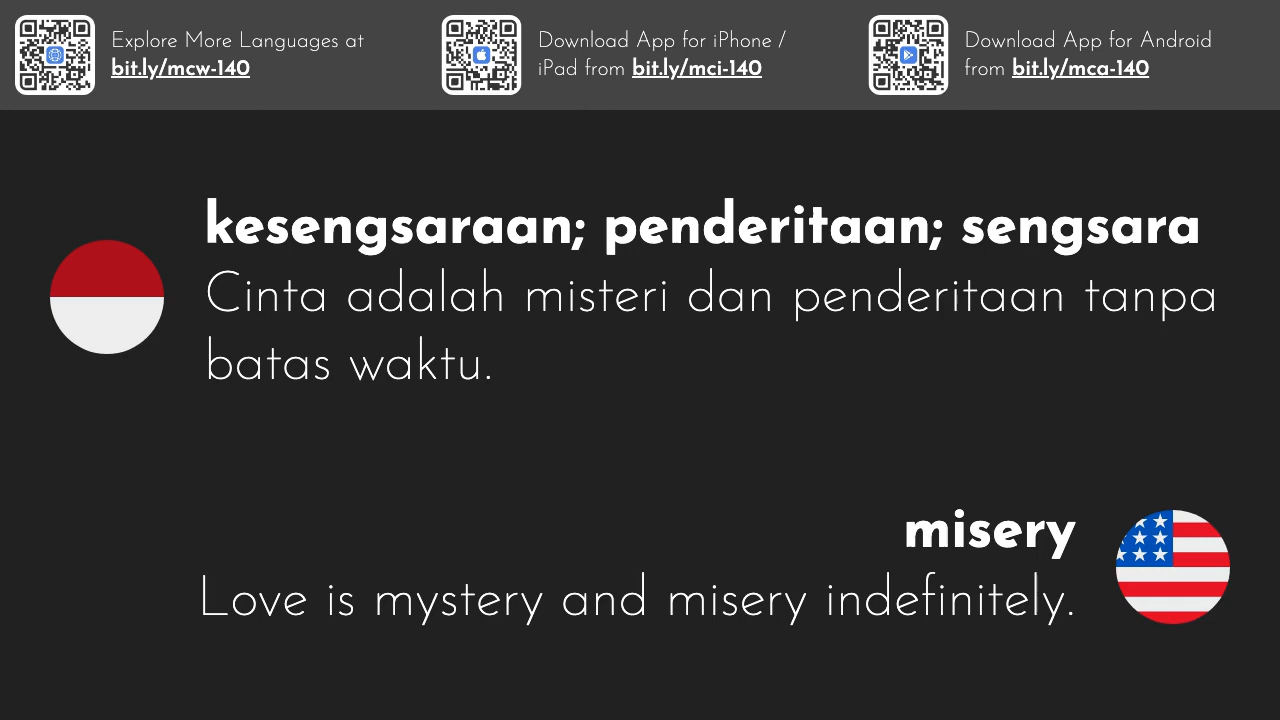 Explore More Languages at
bit.ly/mcw-140
Download App for iPhone /
iPad from bit.ly/mci-140
Download App for Android
from bit.ly/mca-140
kesengsaraan; penderitaan; sengsara
Cinta adalah misteri dan penderitaan tanpa
batas waktu.
misery
Love is mystery and misery indefinitely.